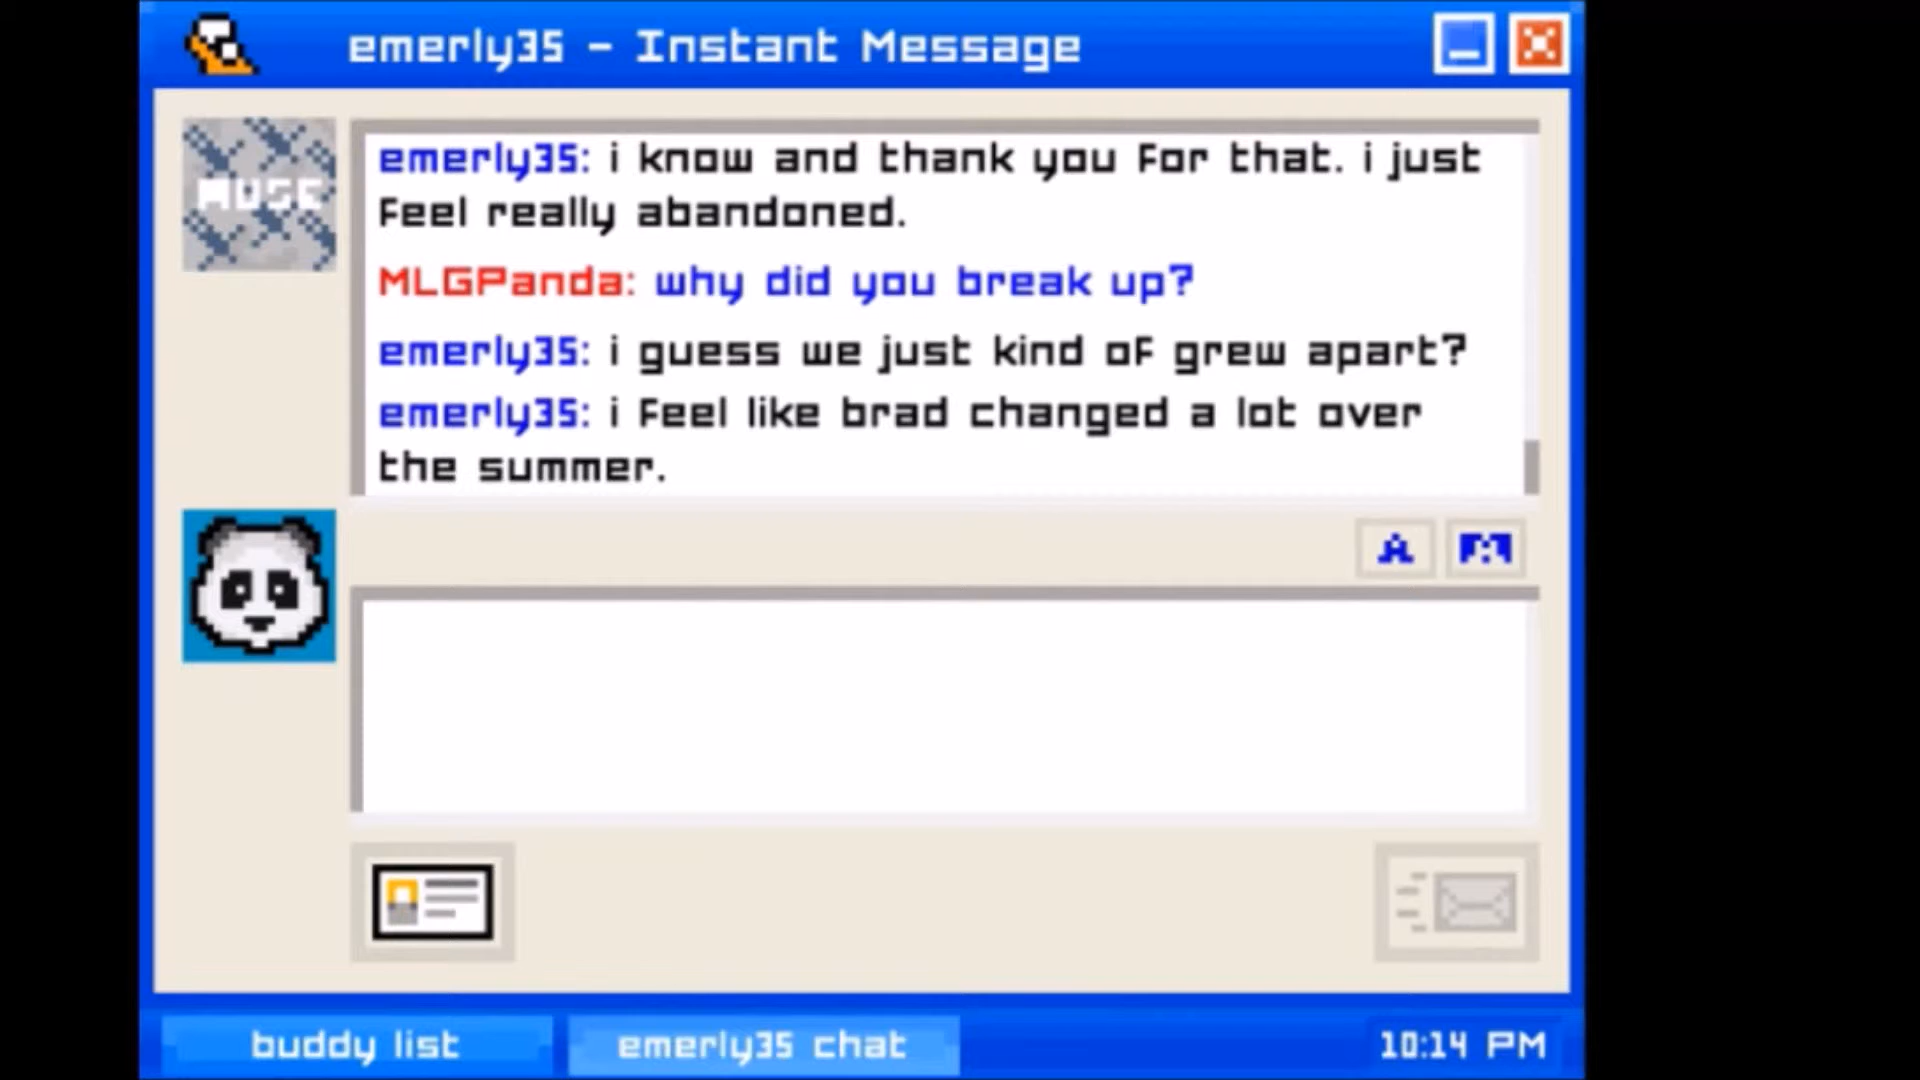 emerly35 - Instant Message
MUSE
emerly35: i know and thank you for that. i just
feel really abandoned.
MLGPanda: why did you break up?
emerly35: i guess we just kind of grew apart?
emerly35: i feel like brad changed a lot over
the summer.
A
buddy list
emerly35 chat
10:14 PM